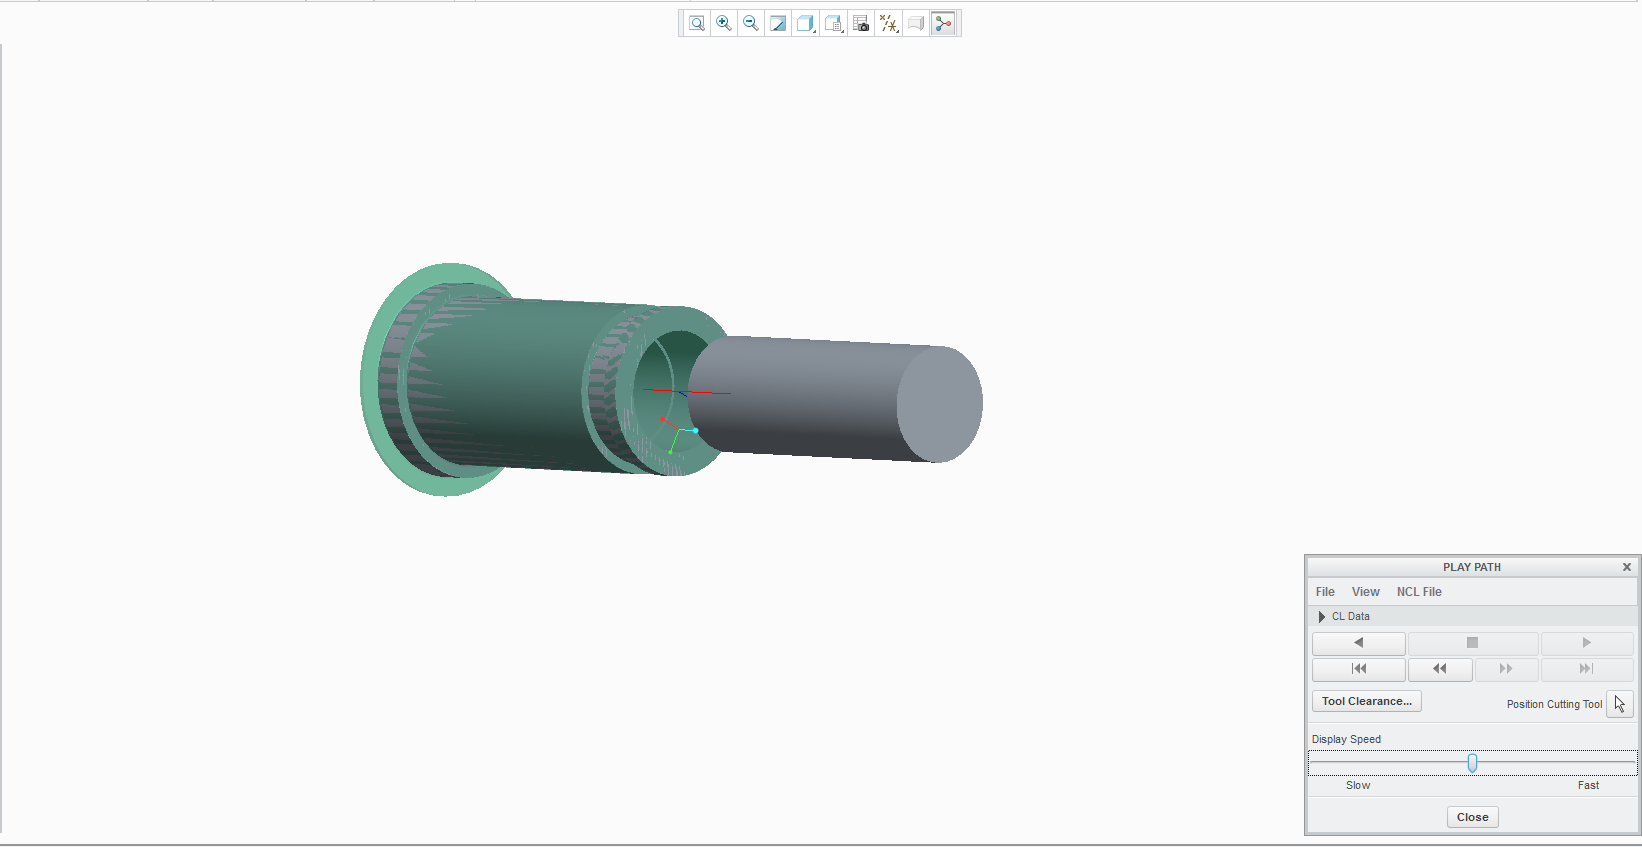 PLAY PATH
File View NCL File
CL Data
Tool Clearance...
Position Cutting Tool
Display Speed
Slow Fast
Close